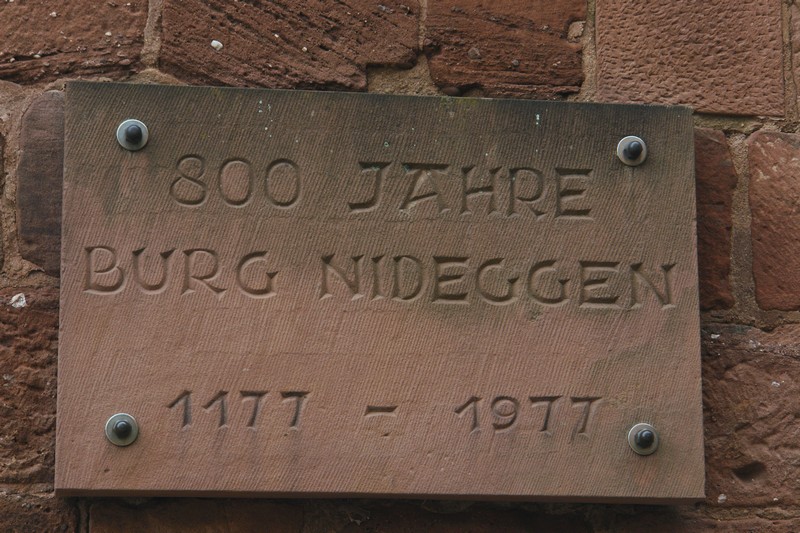 800 JAHRE
BURG NIDEGGEN
1177 - 1977